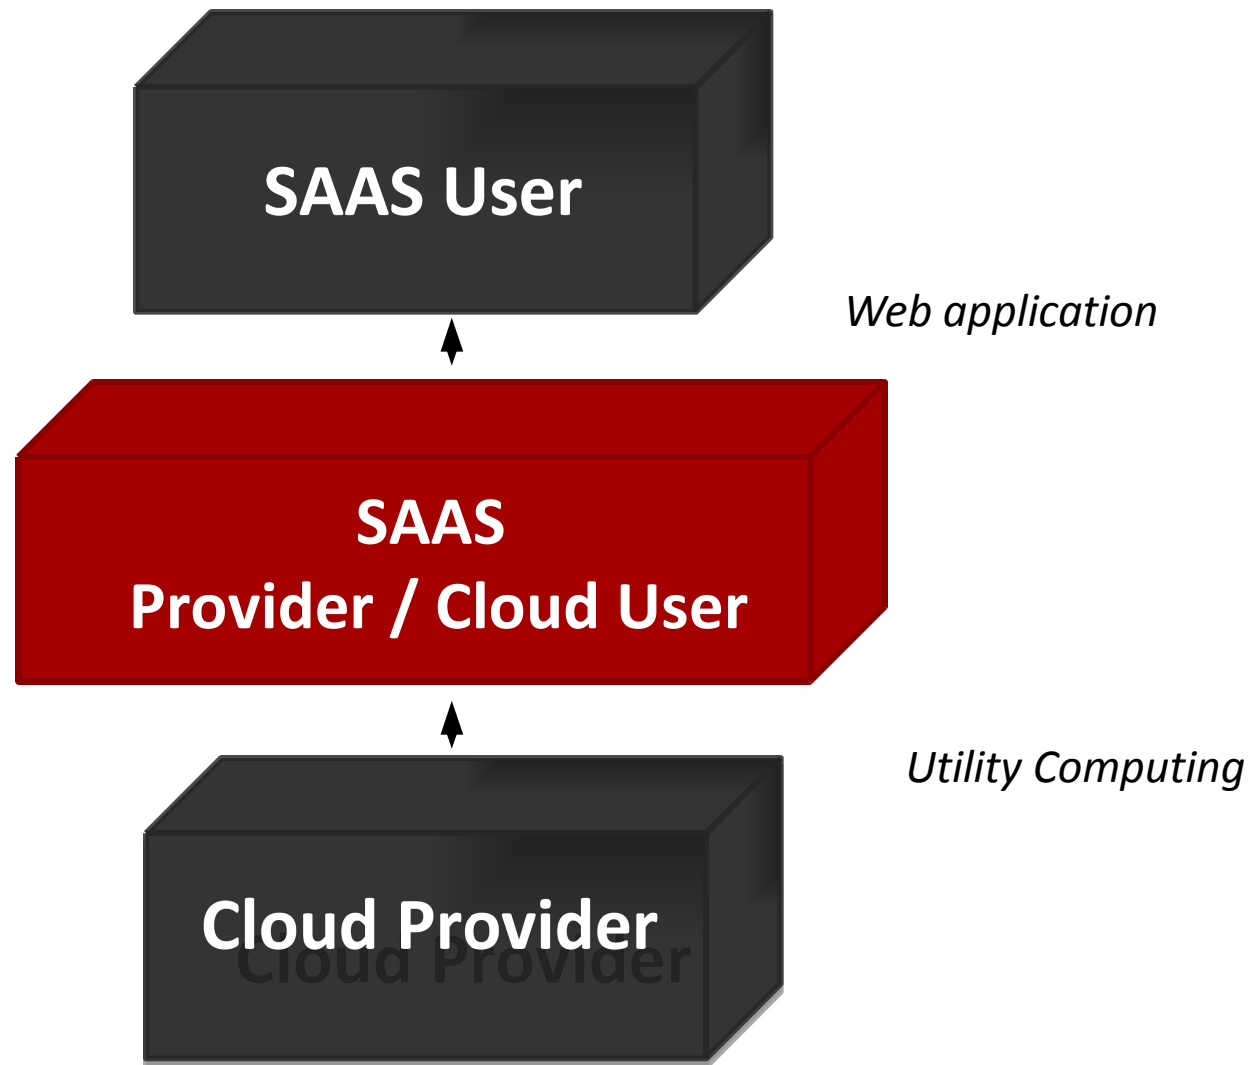 SAAS User
Web application
SAAS
Provider / Cloud User
Utility Computing
Cloud Provider
Cloud Provider